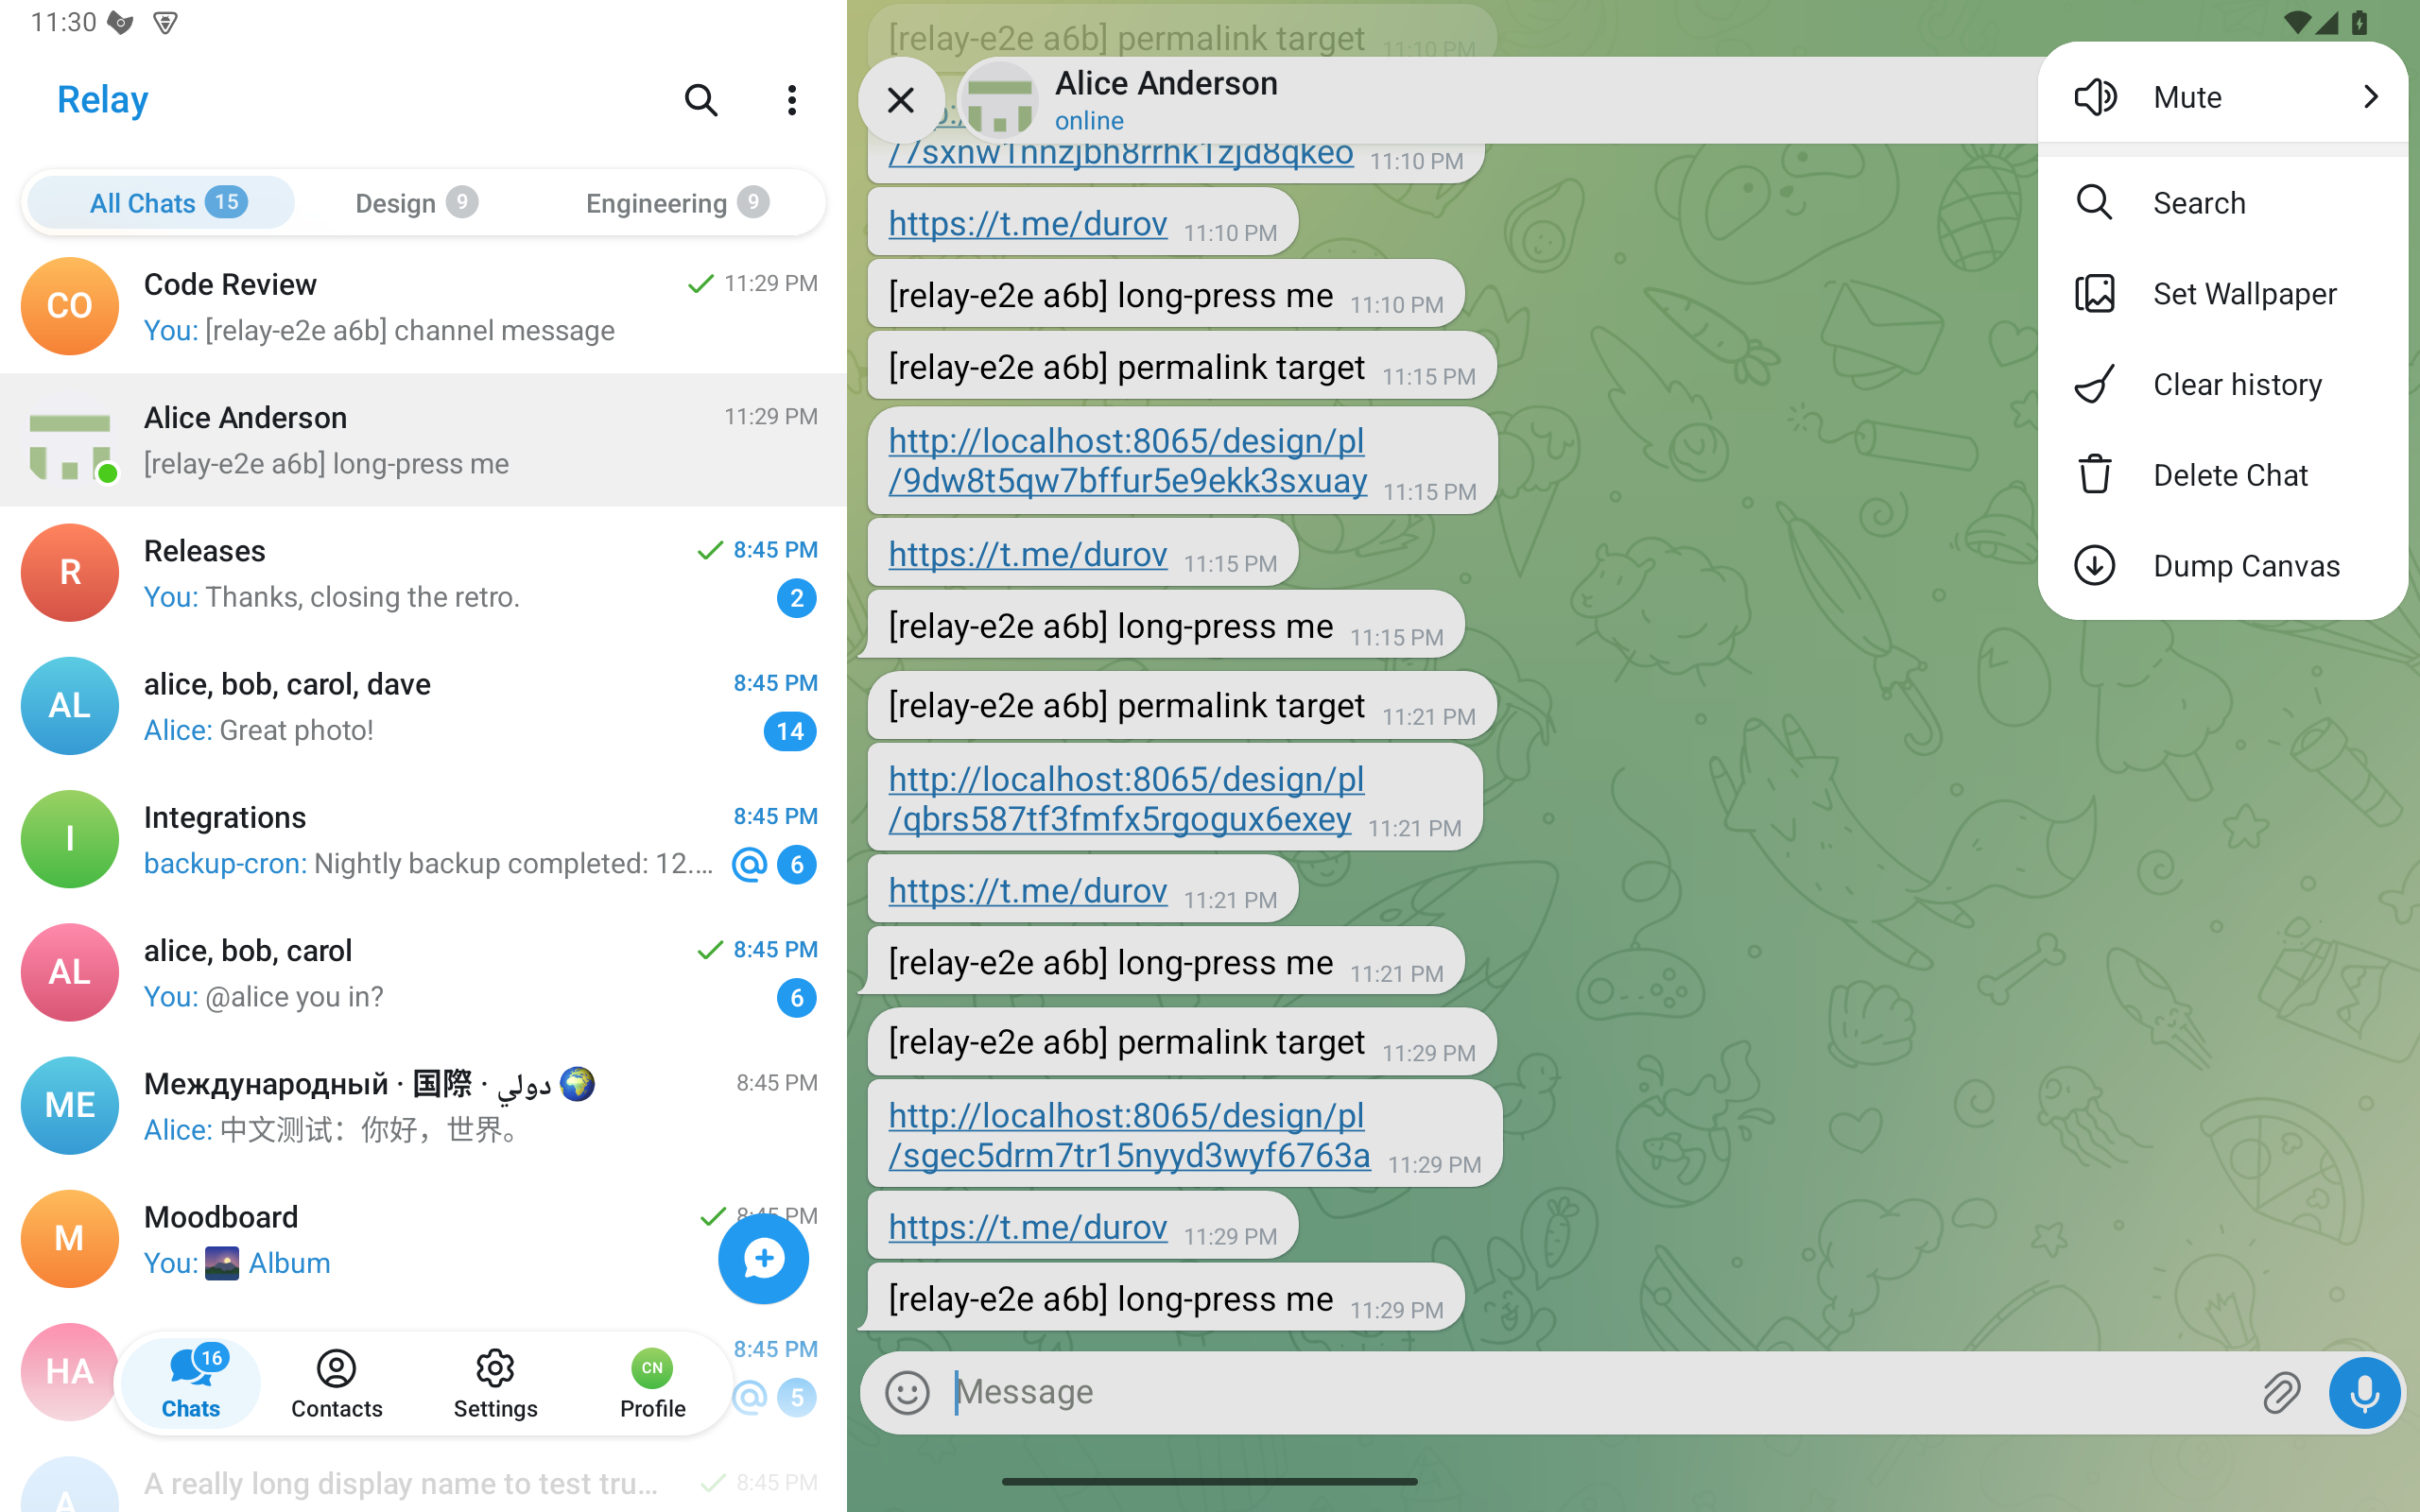 11:30
Relay
All Chats 15
Design 9
Engineering 9
CO
Code Review
11:29 PM
You: [relay-e2e a6b] channel message
Alice Anderson
11:29 PM
[relay-e2e a6b] long-press me
R
Releases
8:45 PM
You: Thanks, closing the retro.
2
AL
alice, bob, carol, dave
8:45 PM
Alice: Great photo!
14
I
Integrations
8:45 PM
backup-cron: Nightly backup completed: 12.…
@ 6
AL
alice, bob, carol
8:45 PM
You: @alice you in?
6
ME
Международный · 国際 · دولي 🌍
8:45 PM
Alice: 中文测试：你好，世界。
M
Moodboard
8:45 PM
You: Album
HA
8:45 PM
@ 5
16
Chats
Contacts
Settings
CN
Profile
A
A really long display name to test tru…
8:45 PM
[relay-e2e a6b] permalink target 11:10 PM
Alice Anderson
online
/7sxnw1nnzjbh8rrhk1zjd8qkeo 11:10 PM
https://t.me/durov 11:10 PM
[relay-e2e a6b] long-press me 11:10 PM
[relay-e2e a6b] permalink target 11:15 PM
http://localhost:8065/design/pl
/9dw8t5qw7bffur5e9ekk3sxuay 11:15 PM
https://t.me/durov 11:15 PM
[relay-e2e a6b] long-press me 11:15 PM
[relay-e2e a6b] permalink target 11:21 PM
http://localhost:8065/design/pl
/qbrs587tf3fmfx5rgogux6exey 11:21 PM
https://t.me/durov 11:21 PM
[relay-e2e a6b] long-press me 11:21 PM
[relay-e2e a6b] permalink target 11:29 PM
http://localhost:8065/design/pl
/sgec5drm7tr15nyyd3wyf6763a 11:29 PM
https://t.me/durov 11:29 PM
[relay-e2e a6b] long-press me 11:29 PM
Message
Mute
Search
Set Wallpaper
Clear history
Delete Chat
Dump Canvas